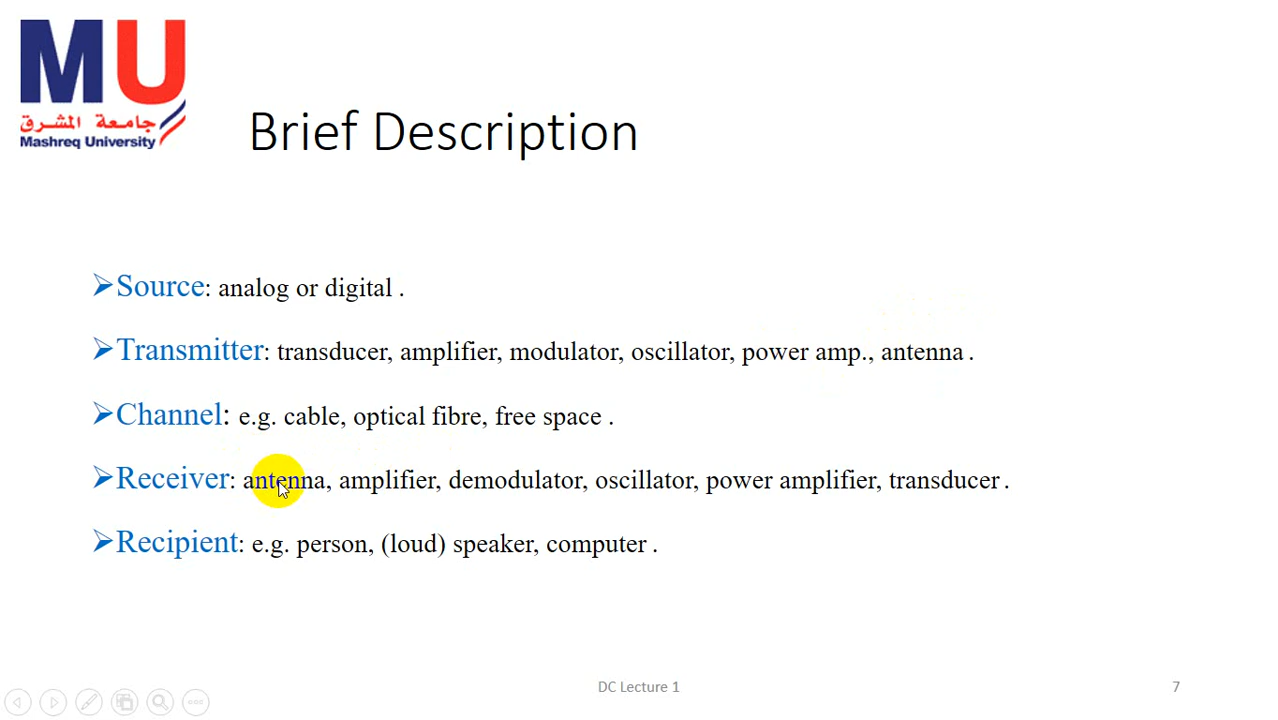 MU
جامعة المشرق
Mashreq University
Brief Description
➢Source: analog or digital .
➢Transmitter: transducer, amplifier, modulator, oscillator, power amp., antenna .
➢Channel: e.g. cable, optical fibre, free space .
➢Receiver: antenna, amplifier, demodulator, oscillator, power amplifier, transducer .
➢Recipient: e.g. person, (loud) speaker, computer .
DC Lecture 1
7